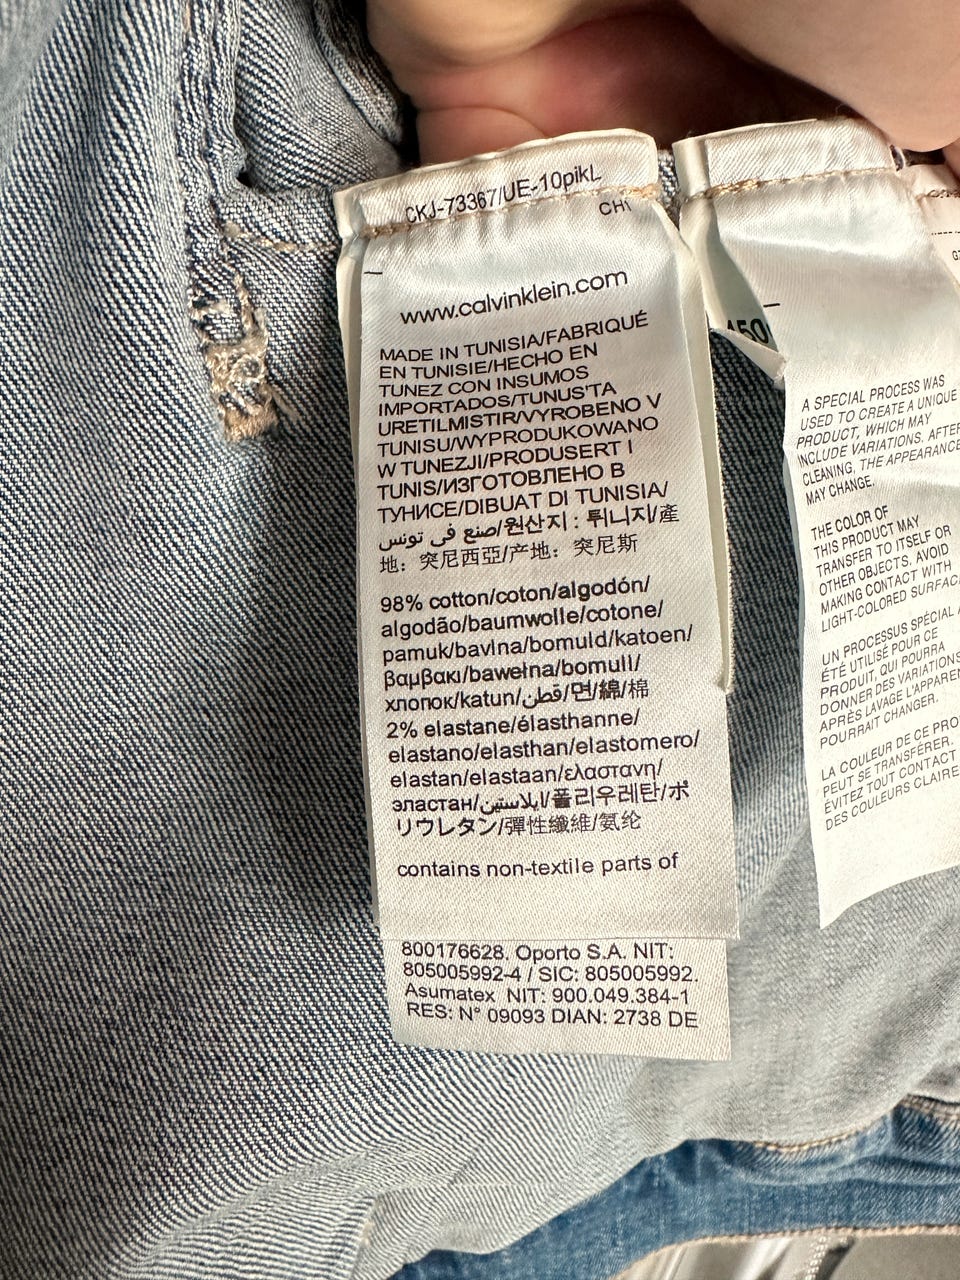 CKJ-73367/UE-10pikL
www.calvinklein.com
MADE IN TUNISIA/FABRIQUÉ
EN TUNISIE/HECHO EN
TUNEZ CON INSUMOS
IMPORTADOS/TUNUS'TA
URETILMISTIR/VYROBENO V
TUNISU/WYPRODUKOWANO
W TUNEZJI/PRODUSERT I
TUNIS/ИЗГОТОВЛЕНО В
ТУНИСЕ/DIBUAT DI TUNISIA/
صنع في تونس/원산지 : 튀니지/產
地: 突尼西亞/产地: 突尼斯
98% cotton/coton/algodón/
algodão/baumwolle/cotone/
pamuk/bavlna/bomuld/katoen/
βαμβακι/bawełna/bomull/
хлопок/katun/قطن/면/綿/棉
2% elastane/élasthanne/
elastano/elasthan/elastomero/
elastan/elastaan/ελαστανη/
эластан/ايلاستين/폴리우레탄/ポ
リウレタン/彈性纖維/氨纶
contains non-textile parts of
800176628. Oporto S.A. NIT:
805005992-4 / SIC: 805005992.
Asumatex NIT: 900.049.384-1
RES: N° 09093 DIAN: 2738 DE
A SPECIAL PROCESS WAS
USED TO CREATE A UNIQUE
PRODUCT, WHICH MAY
INCLUDE VARIATIONS. AFTER
CLEANING, THE APPEARANCE
MAY CHANGE.
THE COLOR OF
THIS PRODUCT MAY
TRANSFER TO ITSELF OR
OTHER OBJECTS. AVOID
MAKING CONTACT WITH
LIGHT-COLORED
UN PROCESSUS SPÉCIAL
ÉTÉ UTILISÉ POUR CE
PRODUIT, QUI POURRA
DONNER DES VARIATIONS
APRÈS LAVAGE
POURRAIT CHANGER.
LA COULEUR DE CE
PEUT SE TRANSFÉRER.
ÉVITEZ TOUT CONTACT
DES COULEURS